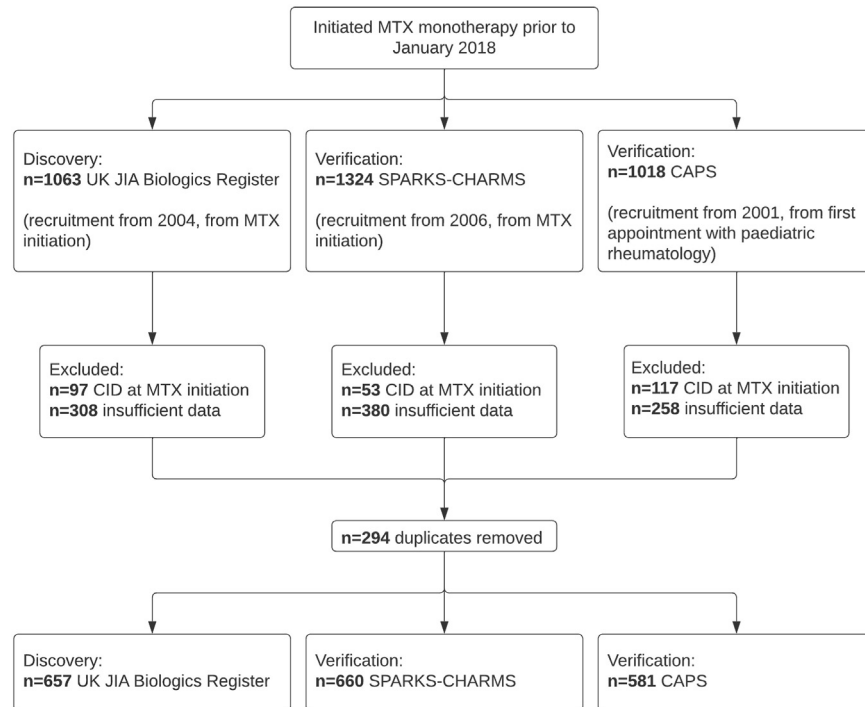 Initiated MTX monotherapy prior to
January 2018
Discovery:
n=1063 UK JIA Biologics Register
(recruitment from 2004, from MTX
initiation)
Verification:
n=1324 SPARKS-CHARMS
(recruitment from 2006, from MTX
initiation)
Verification:
n=1018 CAPS
(recruitment from 2001, from first
appointment with paediatric
rheumatology)
Excluded:
n=97 CID at MTX initiation
n=308 insufficient data
Excluded:
n=53 CID at MTX initiation
n=380 insufficient data
Excluded:
n=117 CID at MTX initiation
n=258 insufficient data
n=294 duplicates removed
Discovery:
n=657 UK JIA Biologics Register
Verification:
n=660 SPARKS-CHARMS
Verification:
n=581 CAPS